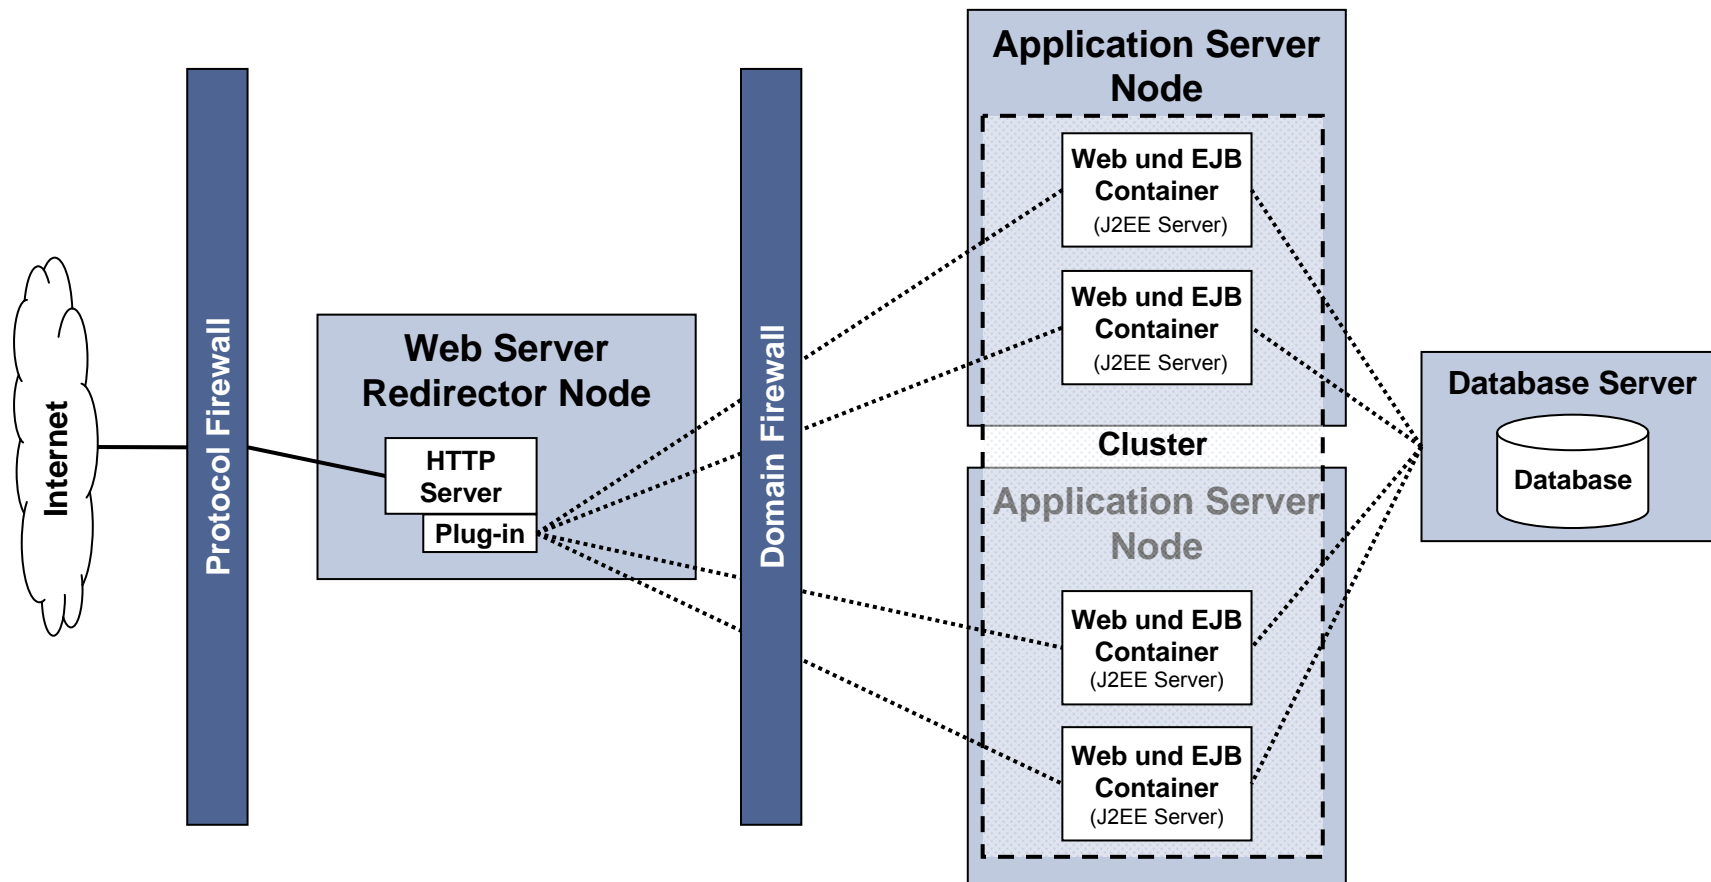 Internet
Protocol Firewall
Web Server
Redirector Node
HTTP
Server
Plug-in
Domain Firewall
Application Server
Node
Web und EJB
Container
(J2EE Server)
Web und EJB
Container
(J2EE Server)
Cluster
Application Server
Node
Web und EJB
Container
(J2EE Server)
Web und EJB
Container
(J2EE Server)
Database Server
Database